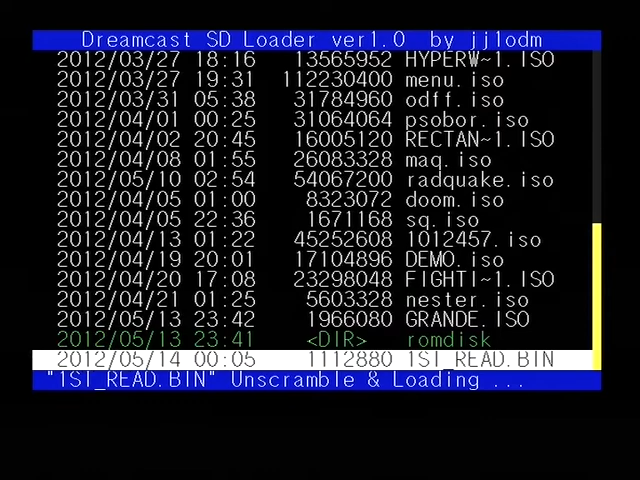 Dreamcast SD Loader ver1.0 by jj1odm
2012/03/27 18:16 13565952 HYPERW~1.ISO
2012/03/27 19:31 112230400 menu.iso
2012/03/31 05:38 31784960 odff.iso
2012/04/01 00:25 31064064 psobor.iso
2012/04/02 20:45 16005120 RECTAN~1.ISO
2012/04/08 01:55 26083328 maq.iso
2012/05/10 02:54 54067200 radquake.iso
2012/04/05 01:00 8323072 doom.iso
2012/04/05 22:36 1671168 sq.iso
2012/04/13 01:22 45252608 1012457.iso
2012/04/19 20:01 17104896 DEMO.iso
2012/04/20 17:08 23298048 FIGHTI~1.ISO
2012/04/21 01:25 5603328 nester.iso
2012/05/13 23:42 1966080 GRANDE.ISO
2012/05/13 23:41 <DIR> romdisk
2012/05/14 00:05 1112880 1ST_READ.BIN
"1ST_READ.BIN" Unscramble & Loading ...